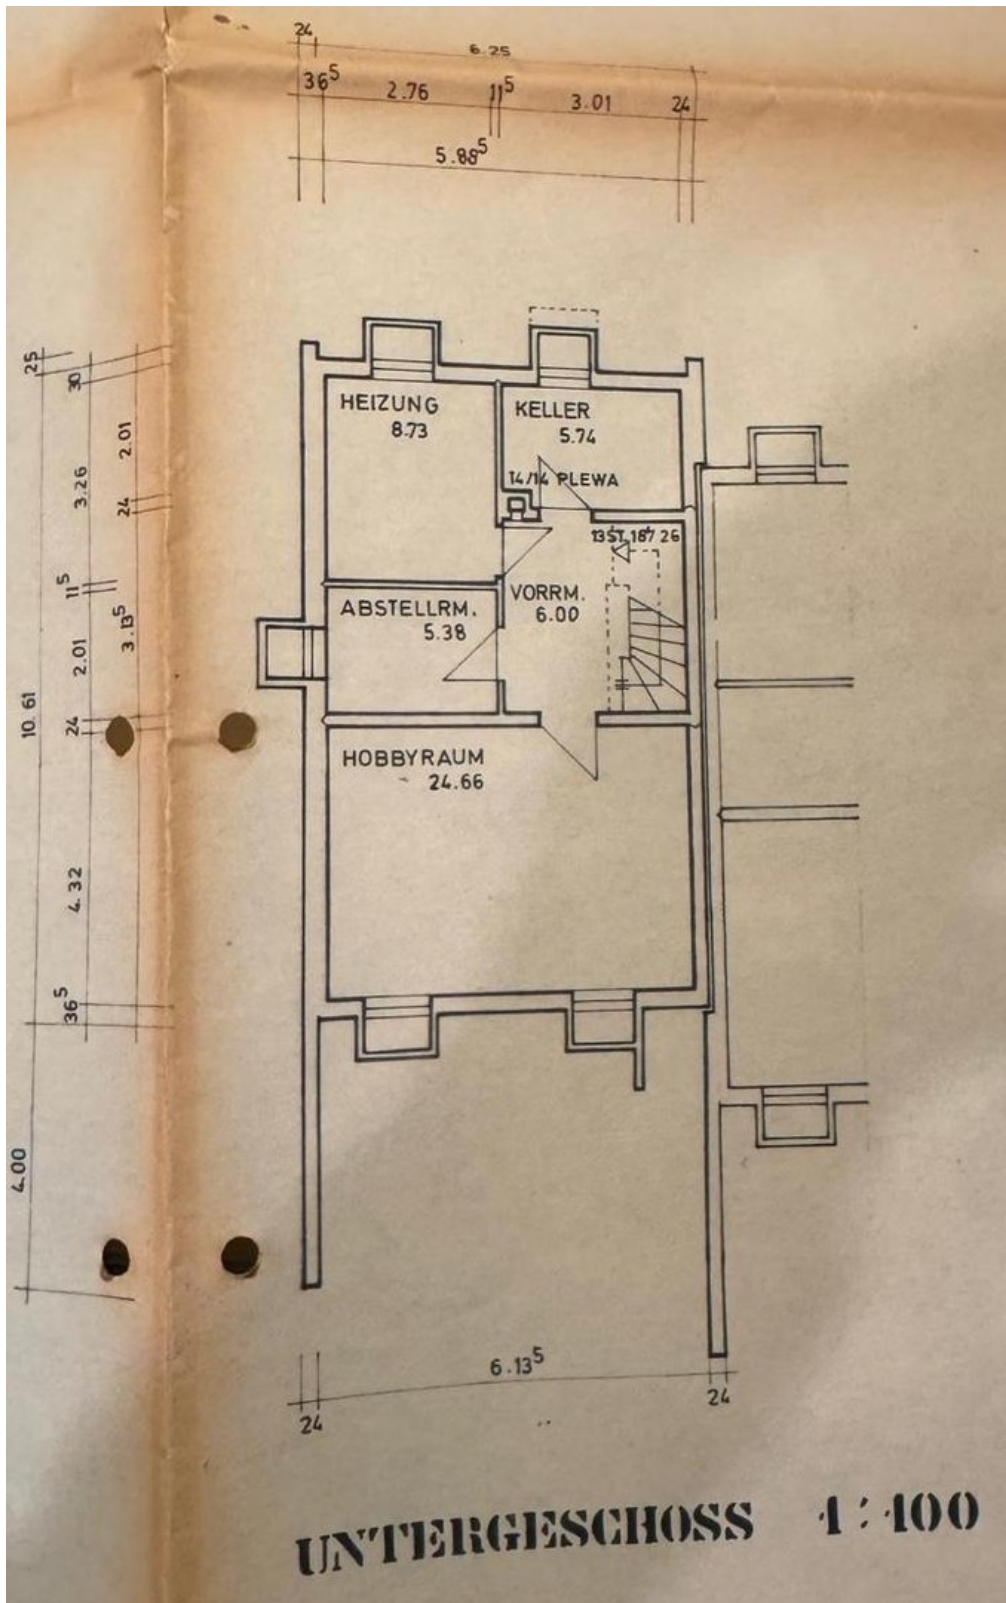 24
6.25
36⁵ 2.76 11⁵ 3.01 24
5.88⁵
25
30
2.01
3.26
24
11⁵
3.13⁵
2.01
10.61
24
4.32
36⁵
4.00
HEIZUNG
8.73
KELLER
5.74
14/14 PLEWA
13 ST. 18⁷ 26
VORRM.
6.00
ABSTELLRM.
5.38
HOBBYRAUM
24.66
6.13⁵
24
24
UNTERGESCHOSS 1:100